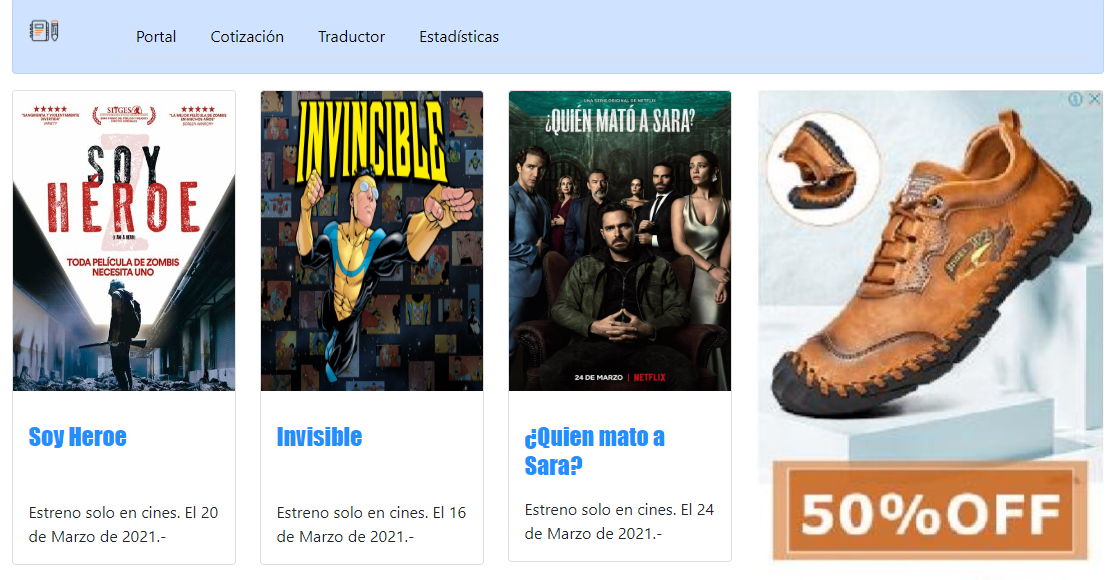 Portal
Cotización
Traductor
Estadísticas
SITGES
SOY
HEROE
(I AM A HERO)
TODA PELÍCULA DE ZOMBIS
NECESITA UNO
Soy Heroe
Estreno solo en cines. El 20
de Marzo de 2021.-
INVINCIBLE
Invisible
Estreno solo en cines. El 16
de Marzo de 2021.-
UNA SERIE ORIGINAL DE NETFLIX
¿QUIÉN MATÓ A SARA?
24 DE MARZO | NETFLIX
¿Quien mato a
Sara?
Estreno solo en cines. El 24
de Marzo de 2021.-
50%OFF